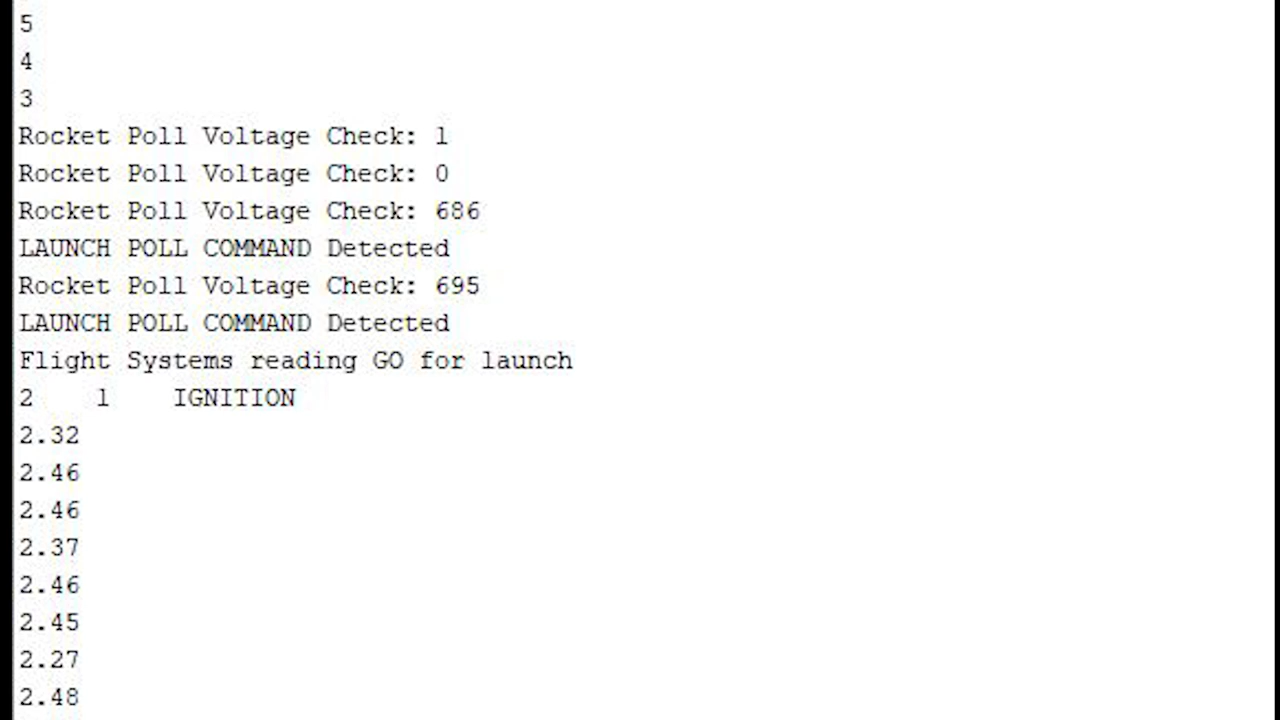 5
4
3
Rocket Poll Voltage Check: 1
Rocket Poll Voltage Check: 0
Rocket Poll Voltage Check: 686
LAUNCH POLL COMMAND Detected
Rocket Poll Voltage Check: 695
LAUNCH POLL COMMAND Detected
Flight Systems reading GO for launch
2    1    IGNITION
2.32
2.46
2.46
2.37
2.46
2.45
2.27
2.48